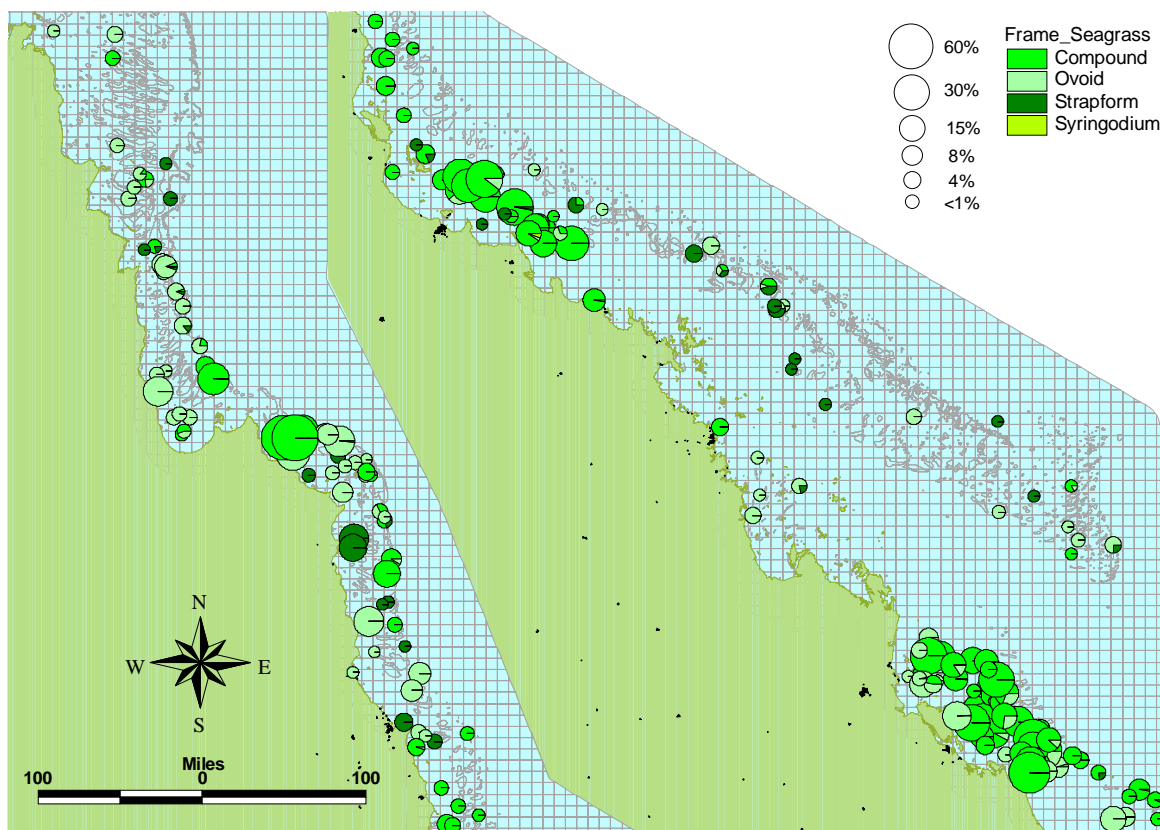 60%
30%
15%
8%
4%
<1%
Frame_Seagrass
Compound
Ovoid
Strapform
Syringodium
N
W E
S
Miles
100 0 100